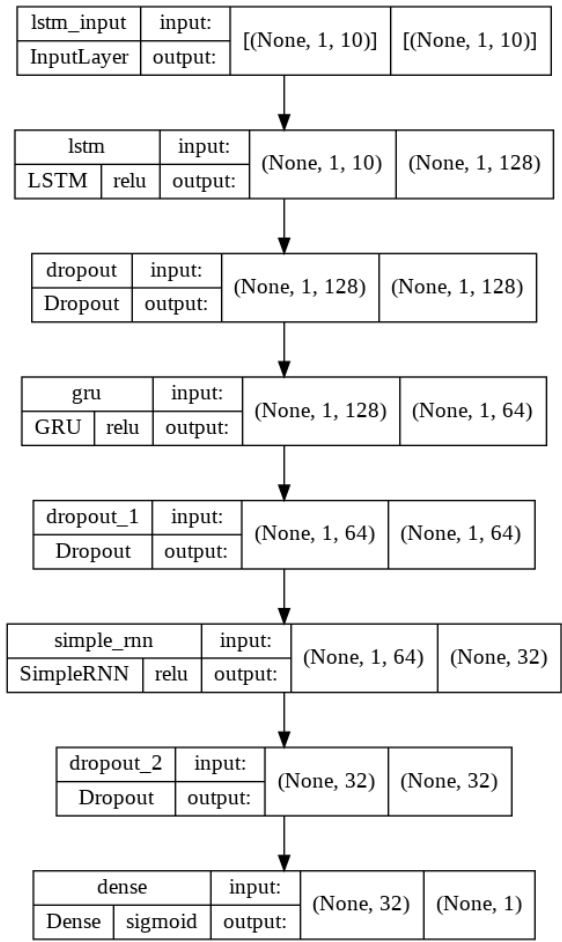 lstm_input input: [(None, 1, 10)] [(None, 1, 10)]
InputLayer output:
lstm input: (None, 1, 10) (None, 1, 128)
LSTM relu output:
dropout input: (None, 1, 128) (None, 1, 128)
Dropout output:
gru input: (None, 1, 128) (None, 1, 64)
GRU relu output:
dropout_1 input: (None, 1, 64) (None, 1, 64)
Dropout output:
simple_rnn input: (None, 1, 64) (None, 32)
SimpleRNN relu output:
dropout_2 input: (None, 32) (None, 32)
Dropout output:
dense input: (None, 32) (None, 1)
Dense sigmoid output: